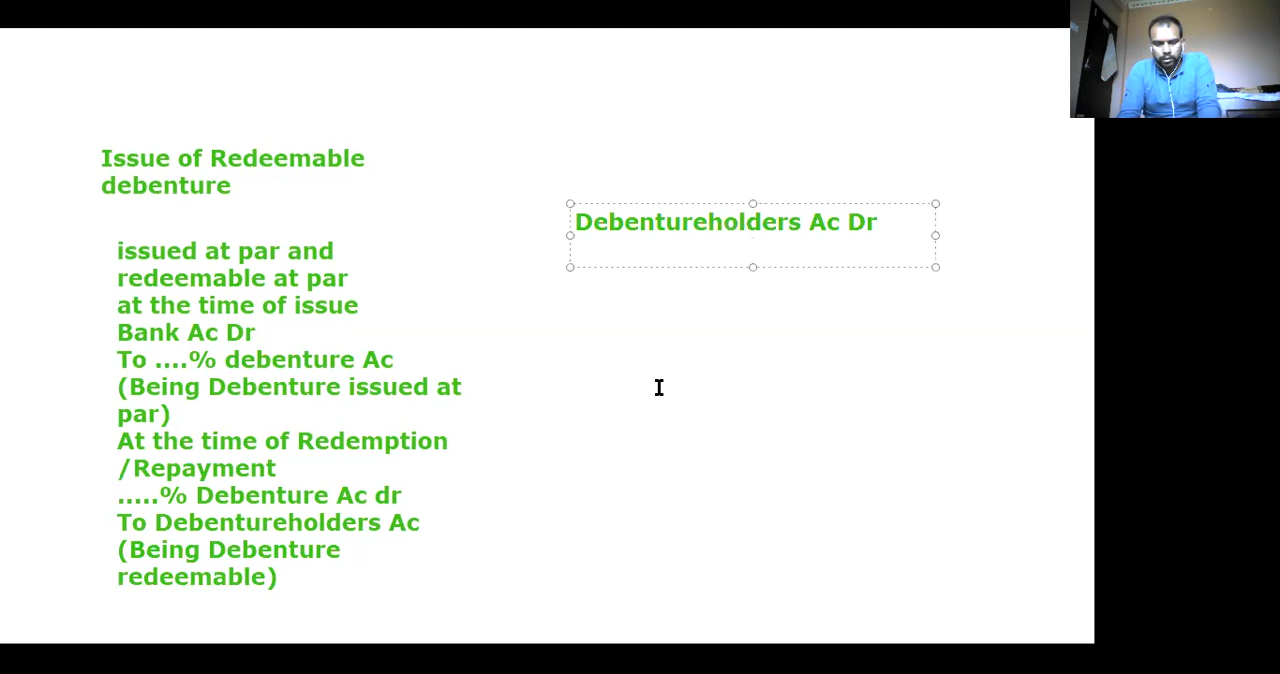 Issue of Redeemable
debenture
issued at par and
redeemable at par
at the time of issue
Bank Ac Dr
To ....% debenture Ac
(Being Debenture issued at
par)
At the time of Redemption
/Repayment
.....% Debenture Ac dr
To Debentureholders Ac
(Being Debenture
redeemable)
Debentureholders Ac Dr